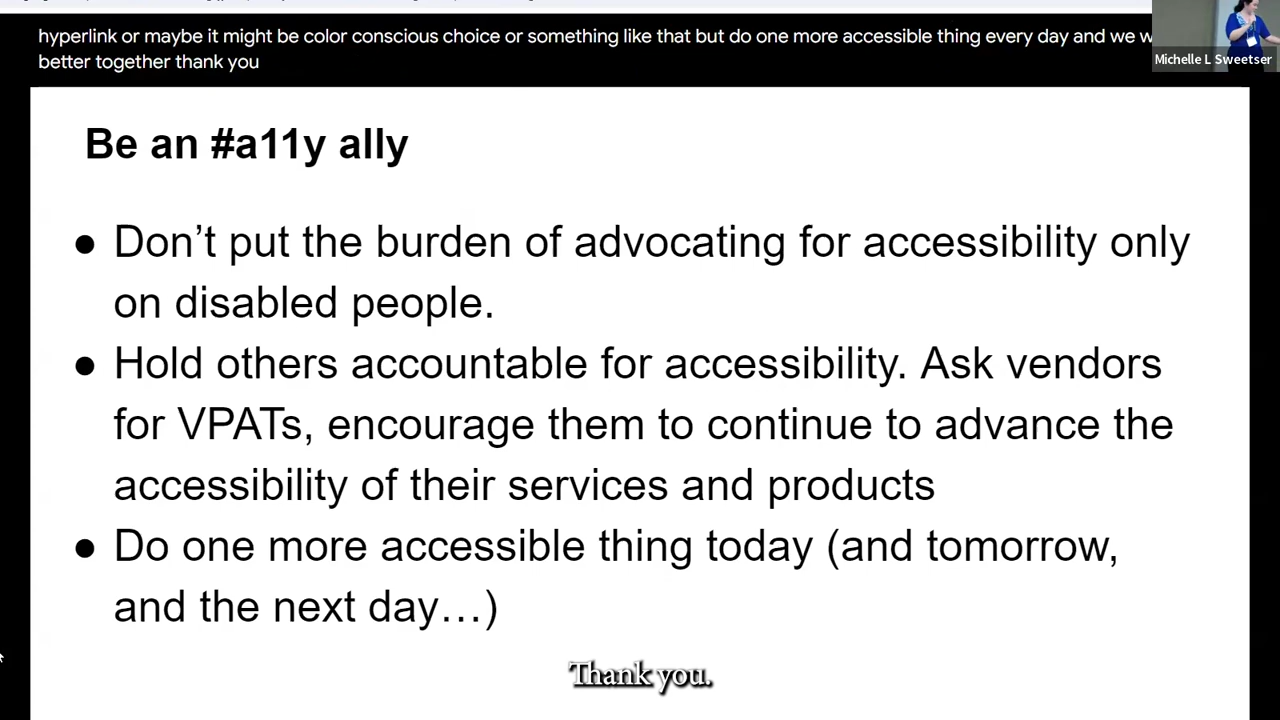 hyperlink or maybe it might be color conscious choice or something like that but do one more accessible thing every day and we w
better together thank you
Michelle L Sweetser
Be an #a11y ally
● Don’t put the burden of advocating for accessibility only
on disabled people.
● Hold others accountable for accessibility. Ask vendors
for VPATs, encourage them to continue to advance the
accessibility of their services and products
● Do one more accessible thing today (and tomorrow,
and the next day…)
Thank you.